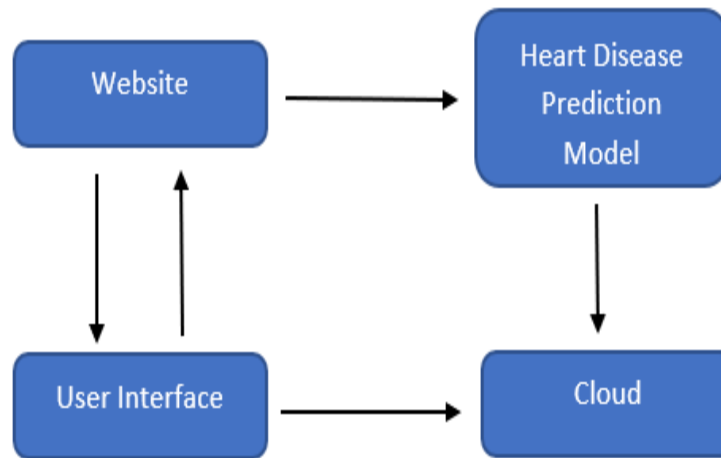 Website
Heart Disease
Prediction
Model
User Interface
Cloud